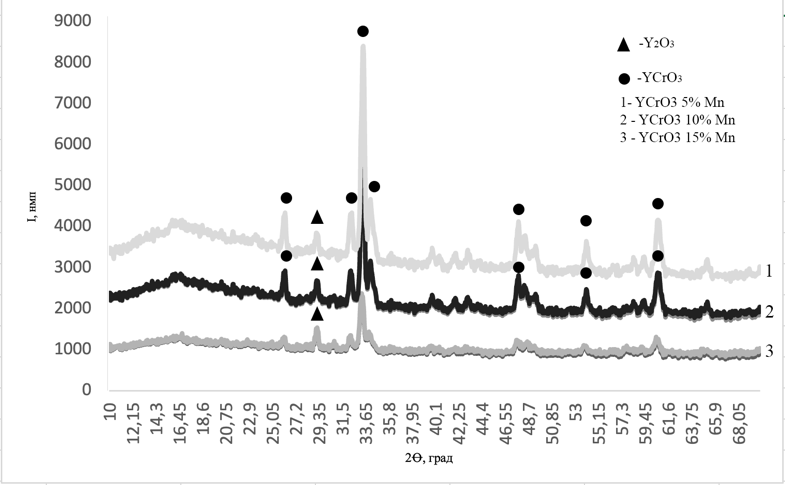 9000
8000
7000
6000
5000
4000
3000
2000
1000
0
I, нмп
-Y₂O₃
-YCrO₃
1- YCrO3 5% Mn
2 - YCrO3 10% Mn
3 - YCrO3 15% Mn
1
2
3
10 12,15 14,3 16,45 18,6 20,75 22,9 25,05 27,2 29,35 31,5 33,65 35,8 37,95 40,1 42,25 44,4 46,55 48,7 50,85 53 55,15 57,3 59,45 61,6 63,75 65,9 68,05
2Θ, град